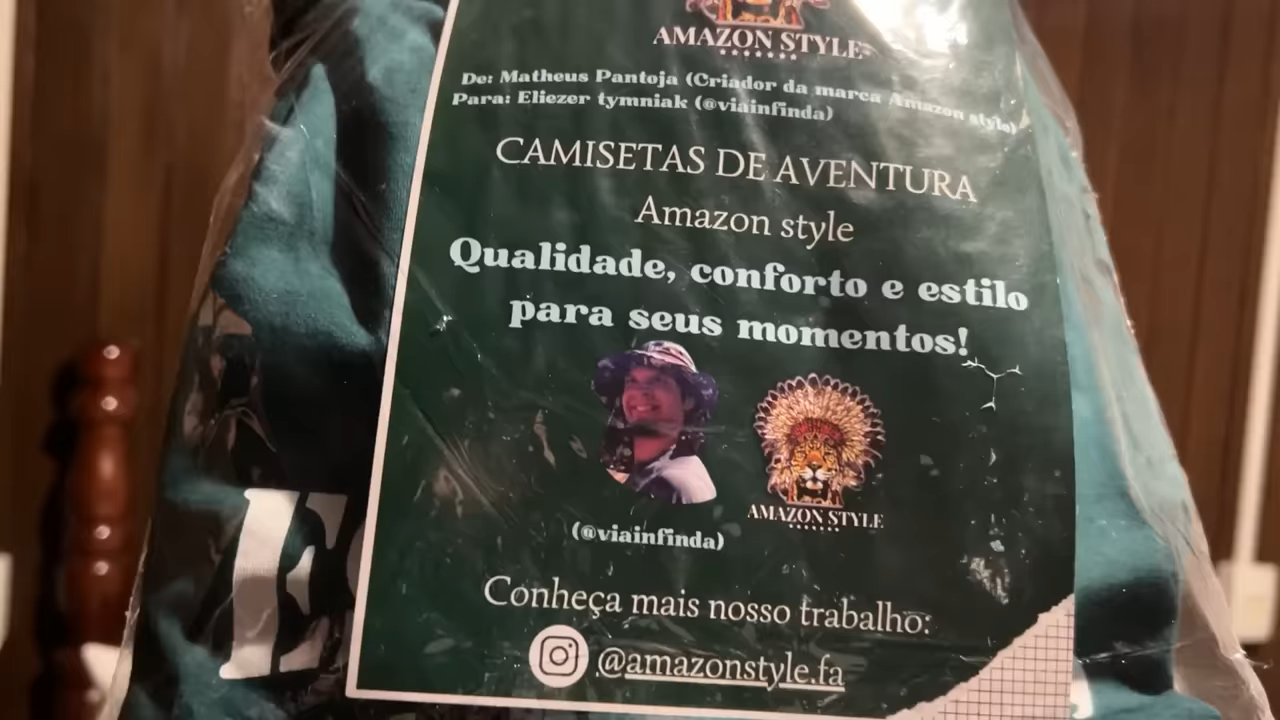 AMAZON STYLE
De: Matheus Pantoja (Criador da marca Amazon style)
Para: Eliezer tymniak (@viainfinda)
CAMISETAS DE AVENTURA
Amazon style
Qualidade, conforto e estilo
para seus momentos!
AMAZON STYLE
(@viainfinda)
Conheça mais nosso trabalho:
@amazonstyle.fa
E